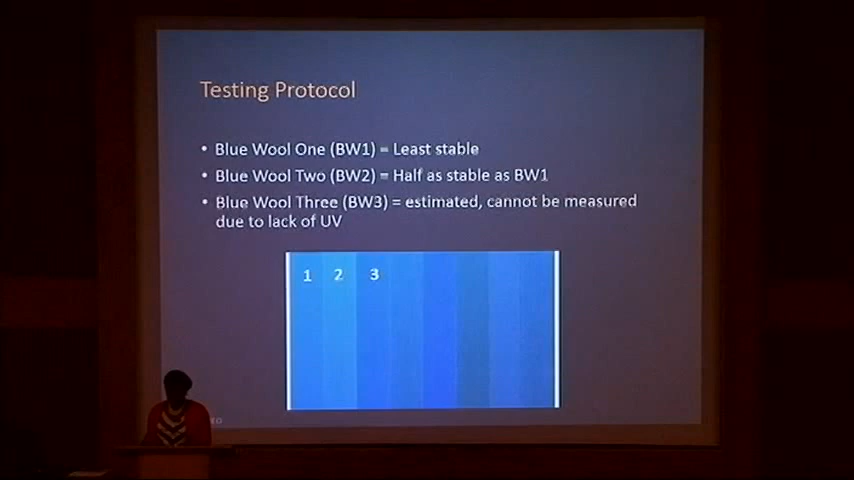 Testing Protocol
• Blue Wool One (BW1) = Least stable
• Blue Wool Two (BW2) = Half as stable as BW1
• Blue Wool Three (BW3) = estimated, cannot be measured
due to lack of UV
1 2 3